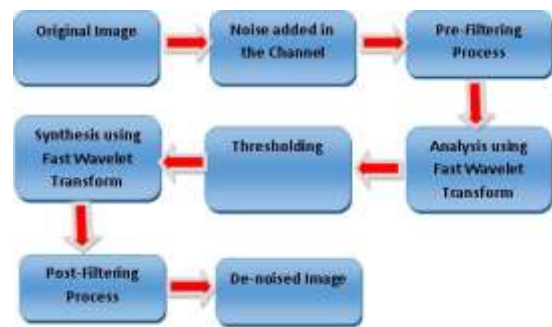 Original Image
Noise added in
the Channel
Pre-Filtering
Process
Analysis using
Fast Wavelet
Transform
Thresholding
Synthesis using
Fast Wavelet
Transform
Post-Filtering
Process
De-noised Image